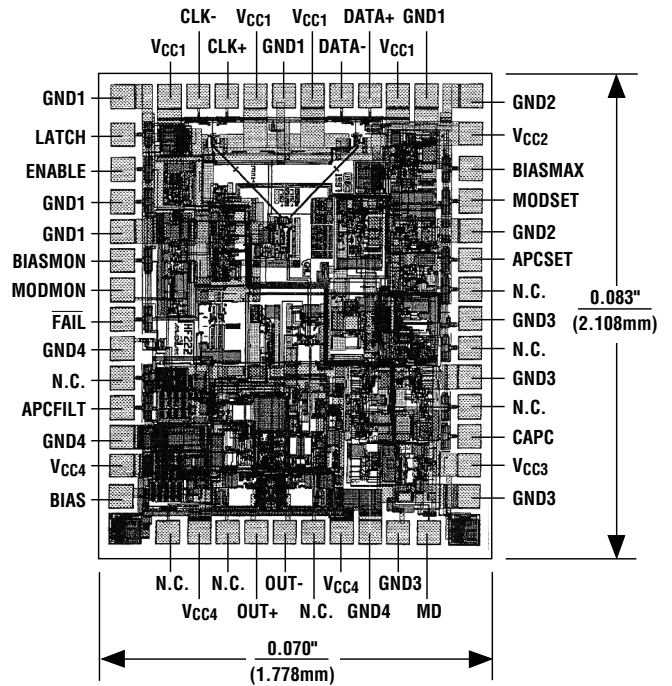 CLK- VCC1 VCC1 DATA+ GND1
VCC1 CLK+ GND1 DATA- VCC1
GND1
LATCH
ENABLE
GND1
GND1
BIASMON
MODMON
FAIL
GND4
N.C.
APCFILT
GND4
VCC4
BIAS
GND2
VCC2
BIASMAX
MODSET
GND2
APCSET
N.C.
GND3
N.C.
GND3
N.C.
CAPC
VCC3
GND3
0.083"
(2.108mm)
HF22Z
N.C. N.C. OUT- VCC4 GND3
VCC4 OUT+ N.C. GND4 MD
0.070"
(1.778mm)